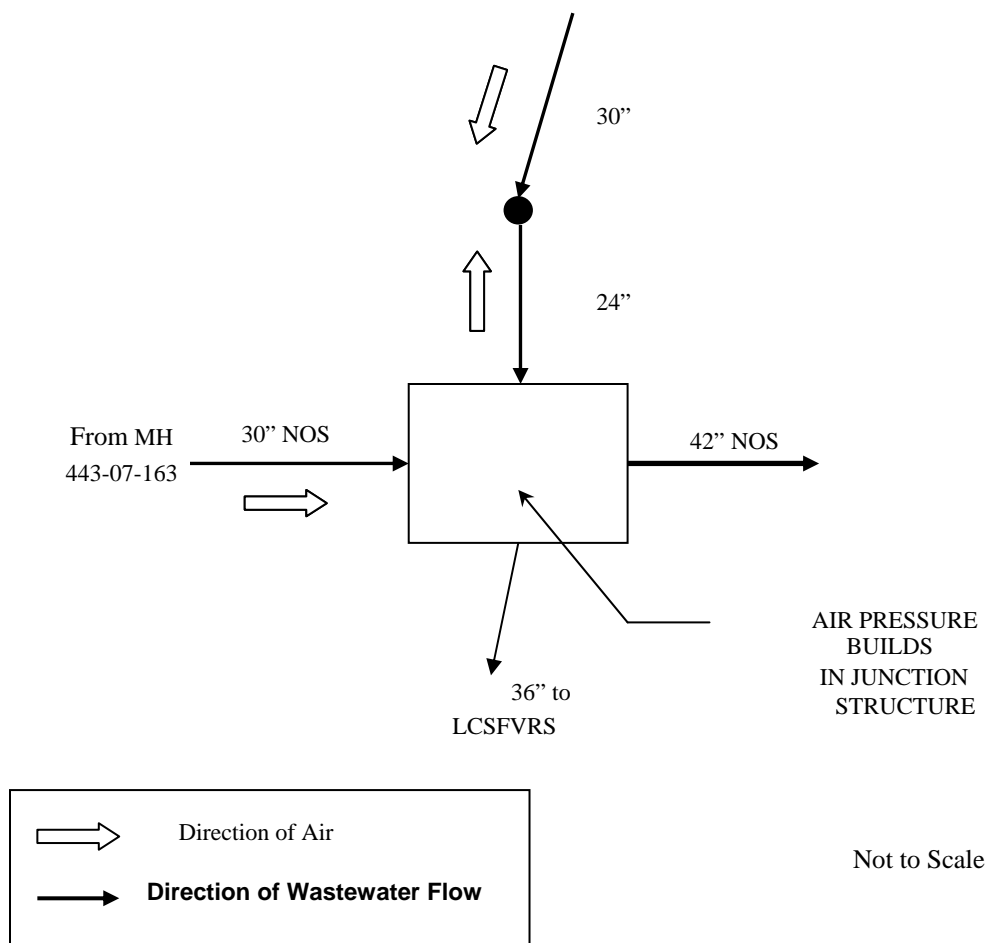 30”
24”
From MH
443-07-163
30” NOS
42” NOS
AIR PRESSURE
BUILDS
IN JUNCTION
STRUCTURE
36” to
LCSFVRS
Direction of Air
Direction of Wastewater Flow
Not to Scale